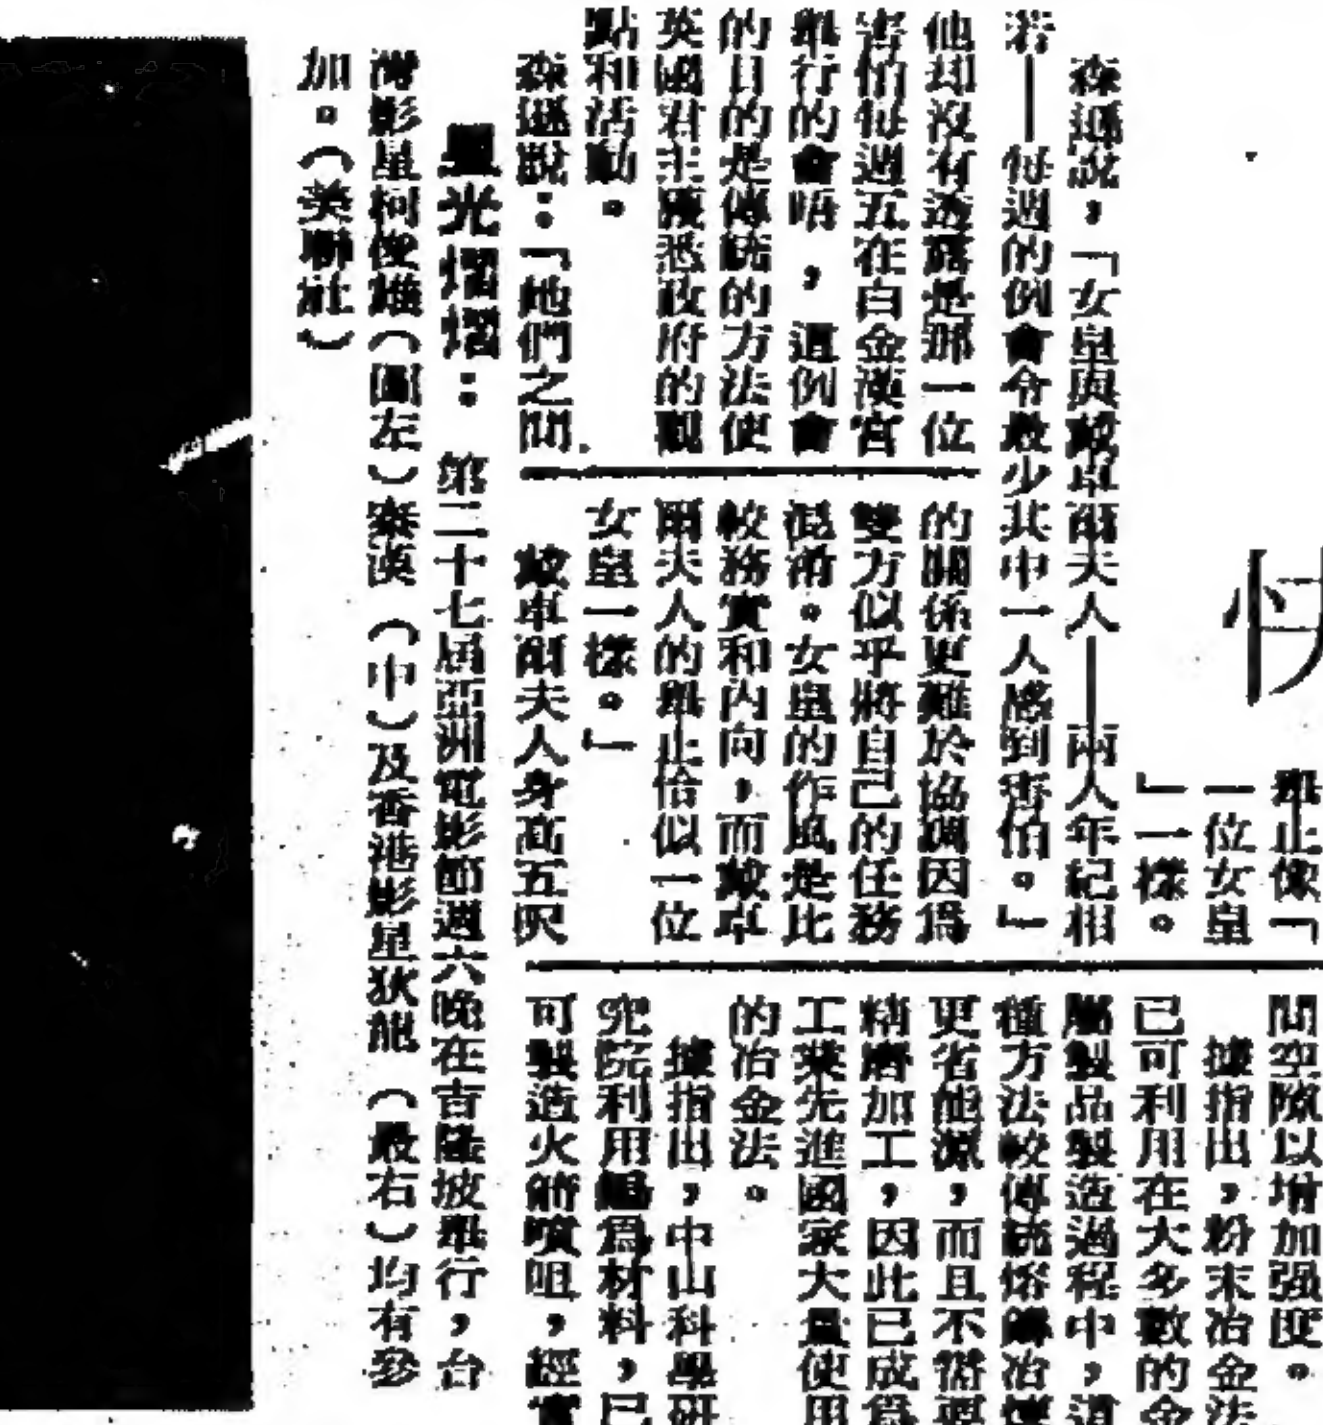 快
舉止像「
一位女皇
」一樣。
森遜說，「女皇與戴卓爾夫人——兩人年紀相
若——每週的例會令最少其中一人感到害怕。」
他却沒有透露是那一位
害怕每週五在白金漢宮
舉行的會晤，這例會
的目的是傳統的方法使
英國君主獲悉政府的觀
點和活動。
森遜說：「她們之間
的關係更難於協調因爲
雙方似乎將自己的任務
混淆。女皇的作風是比
較務實和內向，而戴卓
爾夫人的舉止恰似一位
女皇一樣。」
戴卓爾夫人身高五呎
間空隙以增加强度。
據指出，粉末冶金法
已可利用在大多數的金
屬製品製造過程中，這
種方法較傳統熔鑄冶煉
更省能源，而且不需要
精磨加工，因此已成爲
工業先進國家大量使用
的冶金法。
據指出，中山科學研
究院利用鎢爲材料，已
可製造火箭噴咀，經實
星光熠熠：第二十七屆亞洲電影節週六晚在吉隆坡舉行，台
灣影星柯俊雄（圖左）秦漢（中）及香港影星狄龍（最右）均有參
加。（美聯社）